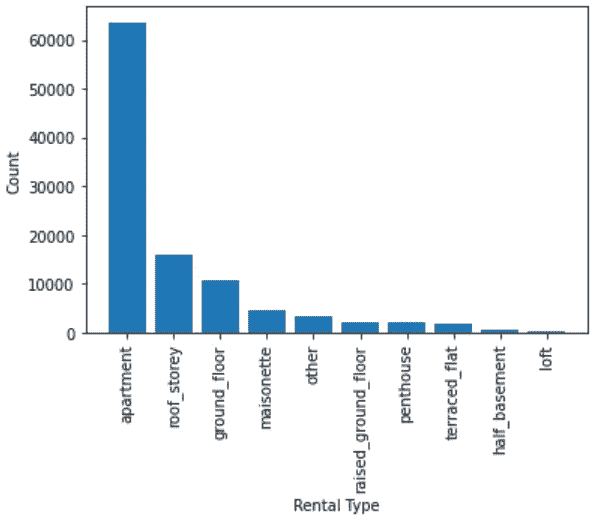 60000
50000
40000
30000
20000
10000
0
Count
apartment
roof_storey
ground_floor
maisonette
other
raised_ground_floor
penthouse
terraced_flat
half_basement
loft
Rental Type